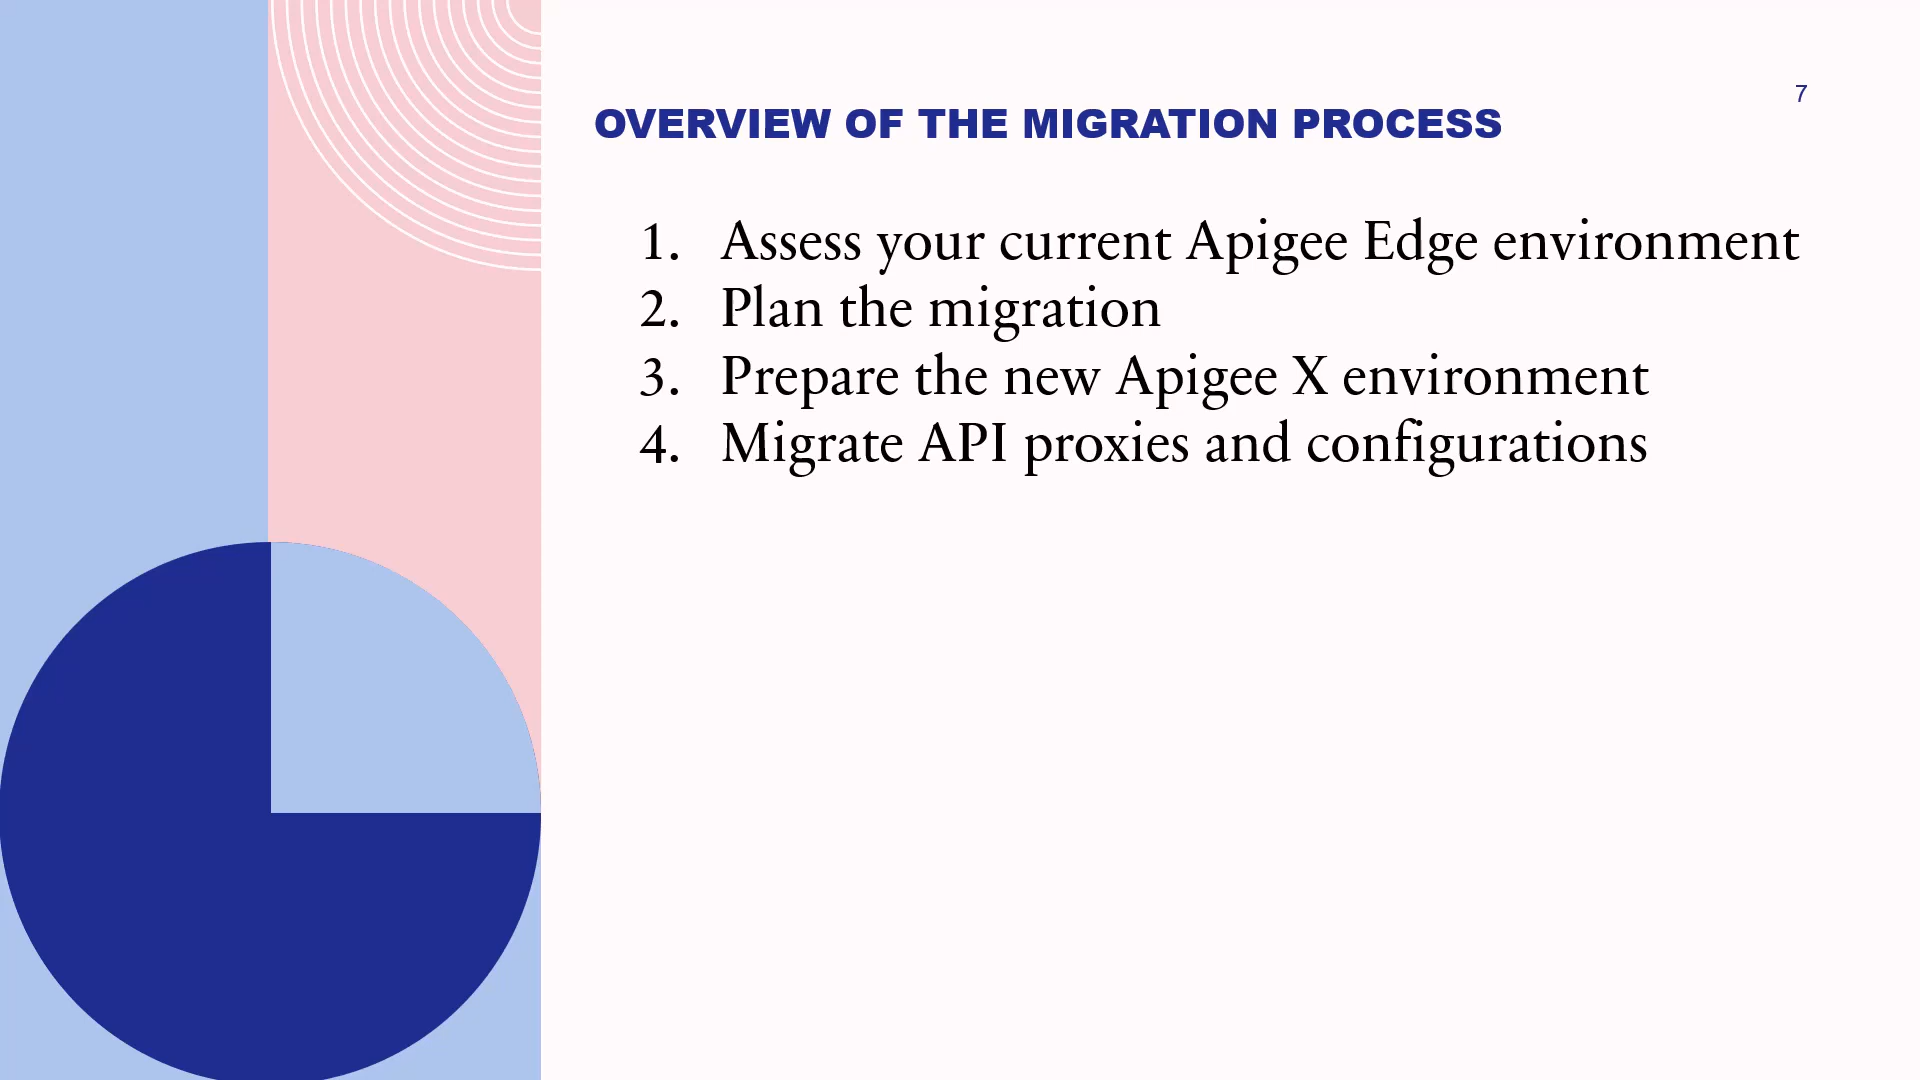 7
OVERVIEW OF THE MIGRATION PROCESS
1. Assess your current Apigee Edge environment
2. Plan the migration
3. Prepare the new Apigee X environment
4. Migrate API proxies and configurations